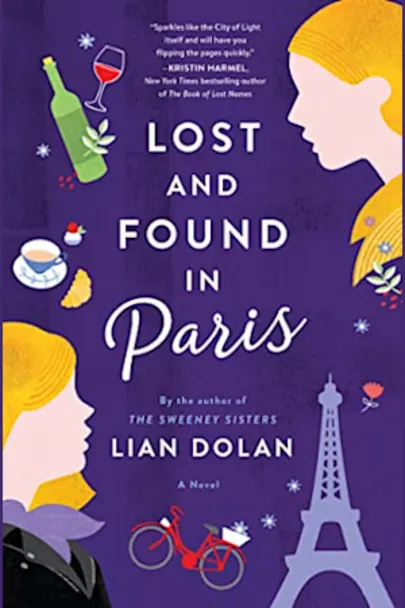 "Sparkles like the City of Light
itself and will have you
flipping the pages quickly."
—KRISTIN HARMEL,
New York Times bestselling author
of The Book of Lost Names
LOST
AND
FOUND
IN
Paris
By the author of
THE SWEENEY SISTERS
LIAN DOLAN
A Novel